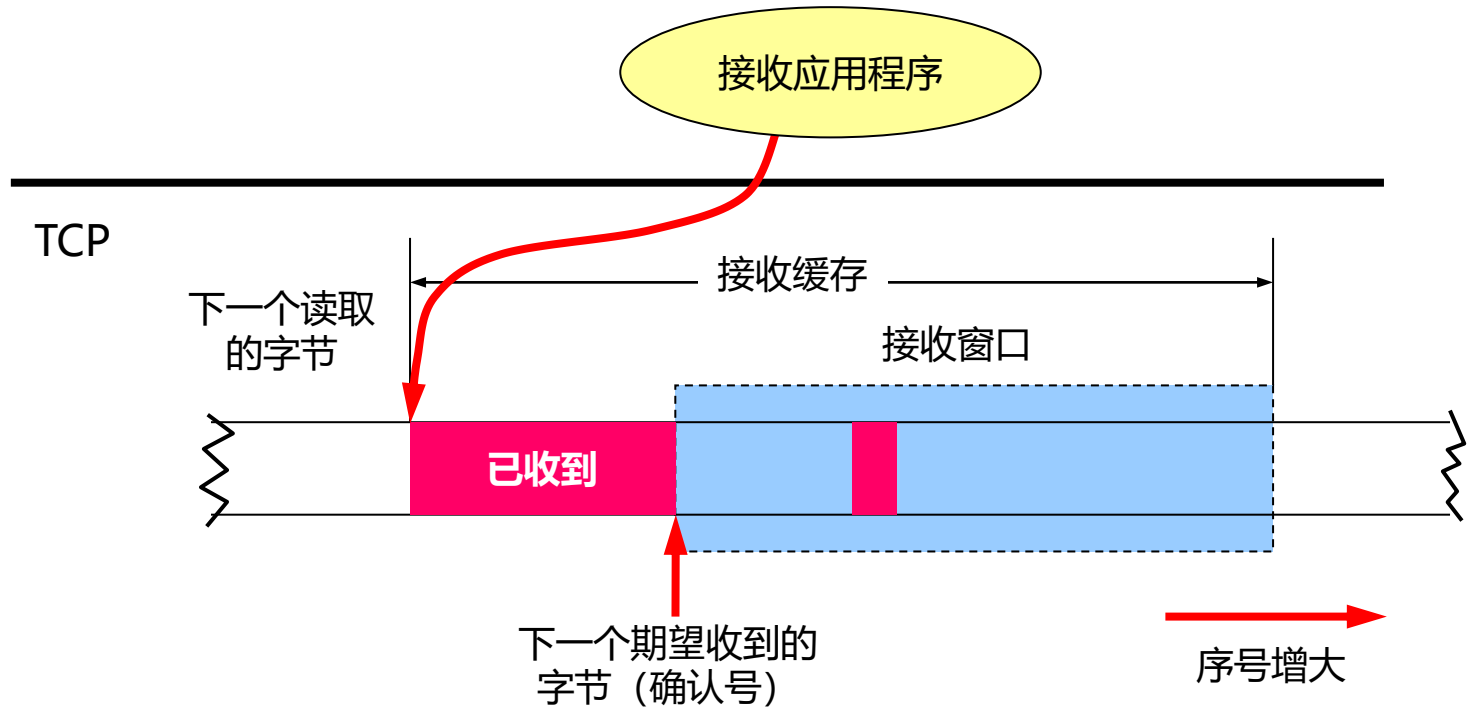 接收应用程序
TCP
接收缓存
下一个读取
的字节
接收窗口
已收到
下一个期望收到的
字节（确认号）
序号增大